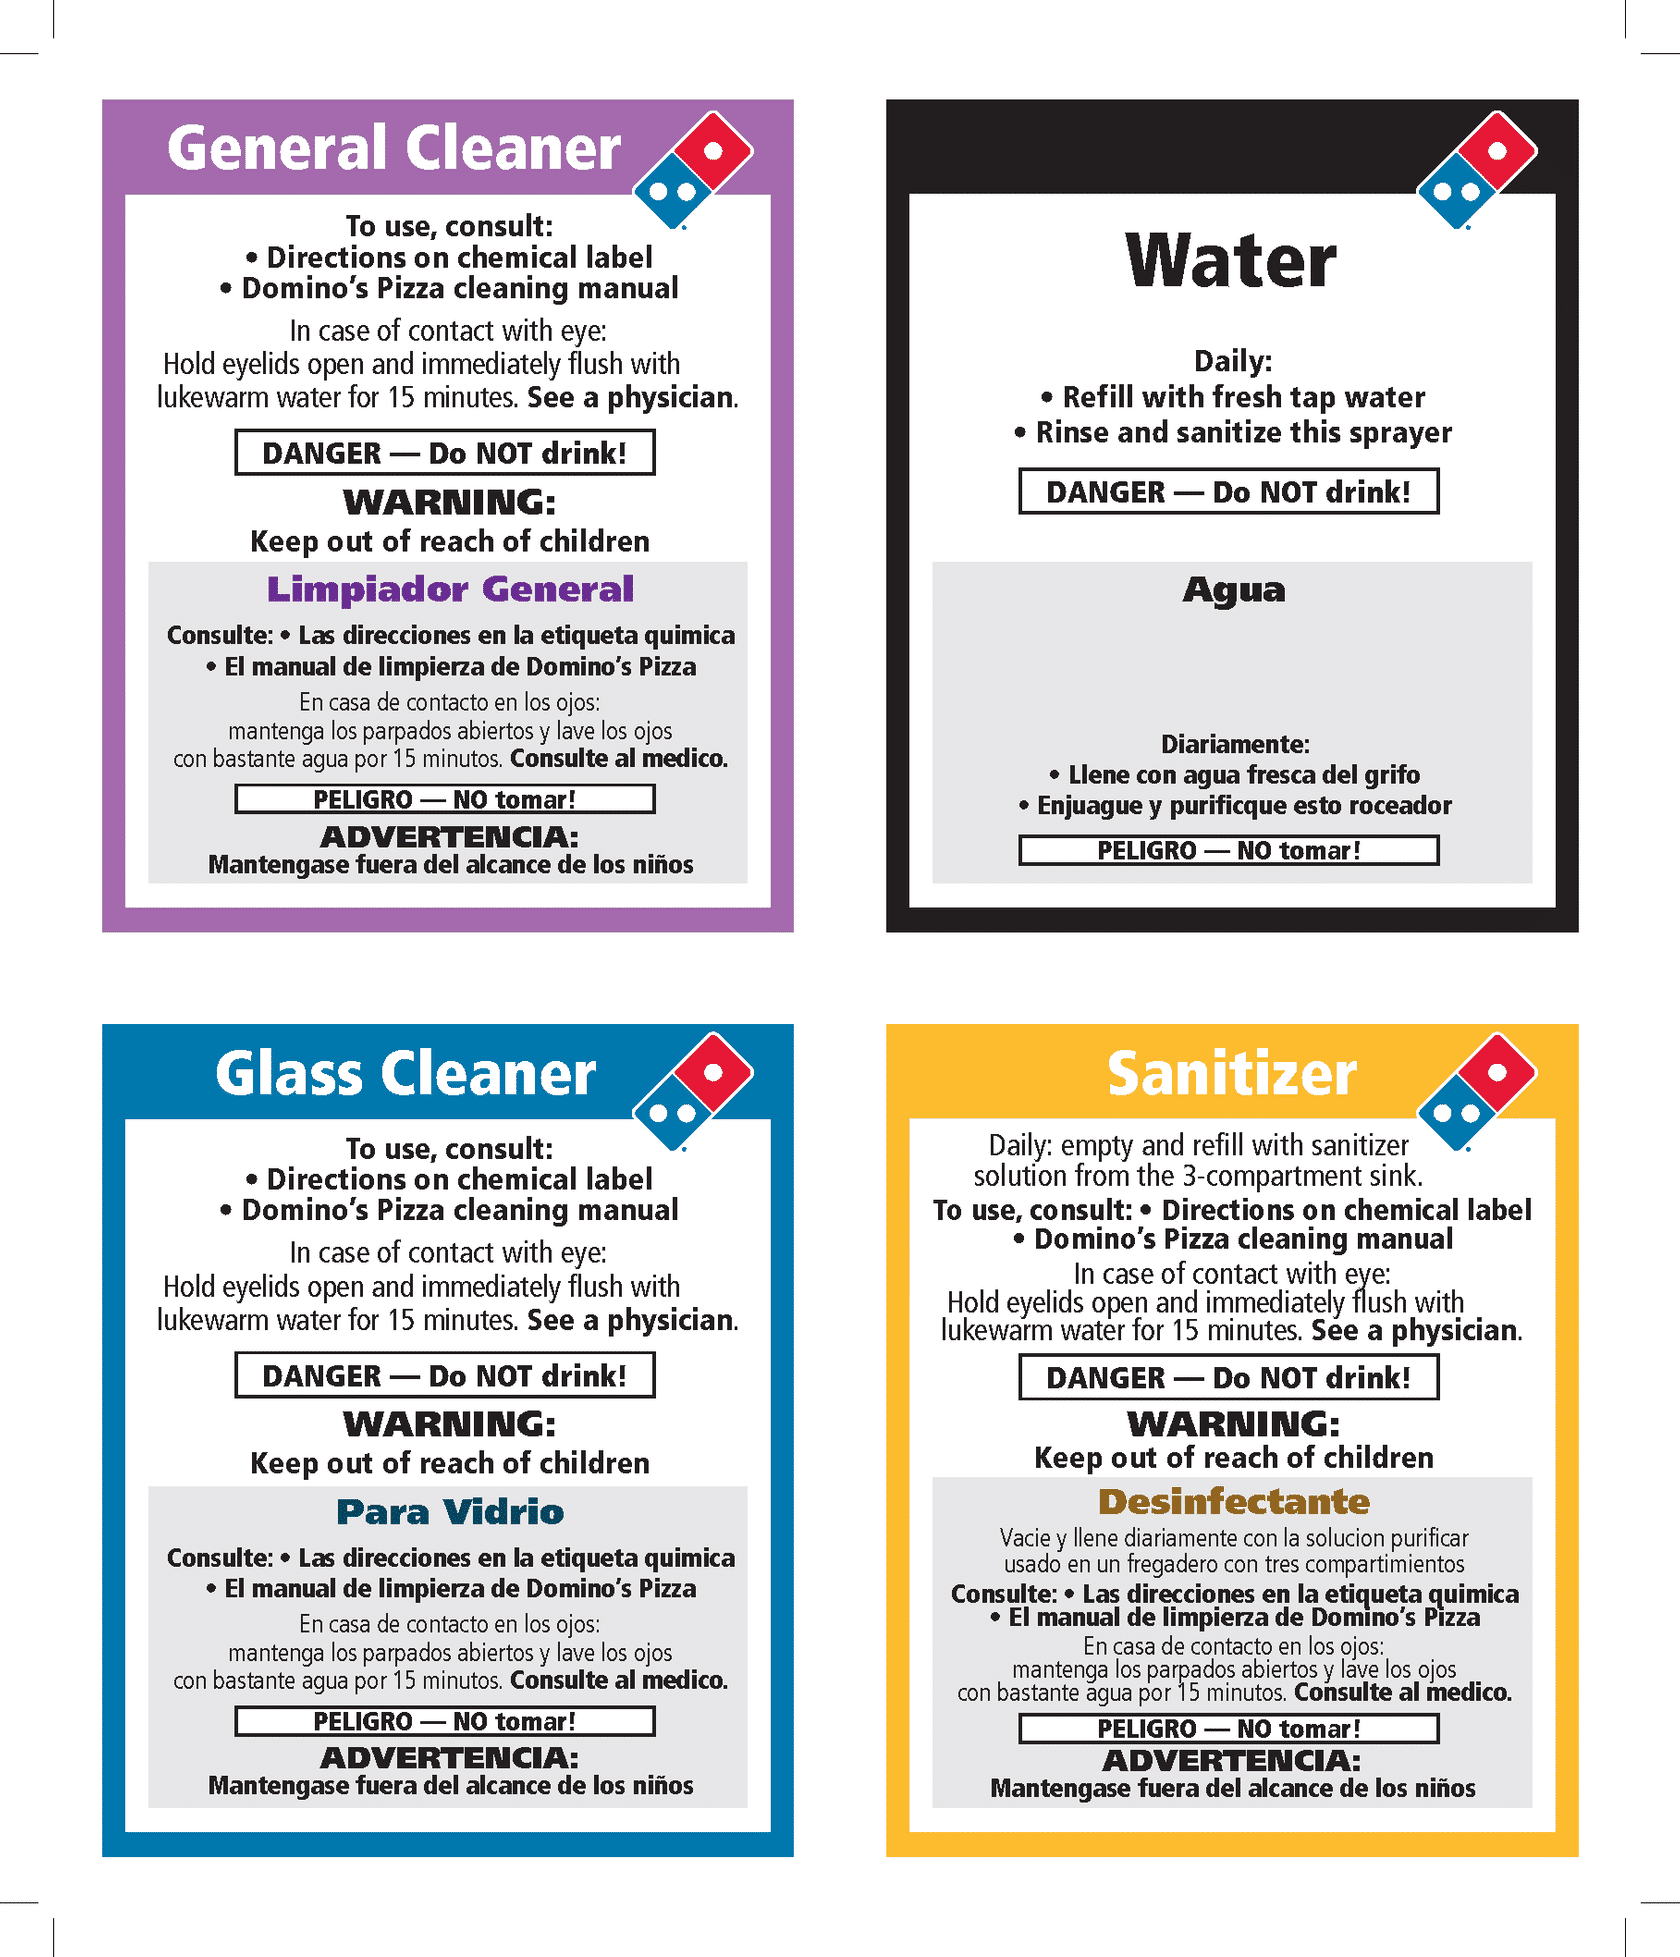 General Cleaner
To use, consult:
• Directions on chemical label
• Domino's Pizza cleaning manual
In case of contact with eye:
Hold eyelids open and immediately flush with
lukewarm water for 15 minutes. See a physician.
DANGER — Do NOT drink!
WARNING:
Keep out of reach of children
Limpiador General
Consulte: • Las direcciones en la etiqueta quimica
• El manual de limpierza de Domino's Pizza
En casa de contacto en los ojos:
mantenga los parpados abiertos y lave los ojos
con bastante agua por 15 minutos. Consulte al medico.
PELIGRO — NO tomar!
ADVERTENCIA:
Mantengase fuera del alcance de los niños
Water
Daily:
• Refill with fresh tap water
• Rinse and sanitize this sprayer
DANGER — Do NOT drink!
Agua
Diariamente:
• Llene con agua fresca del grifo
• Enjuague y purificque esto roceador
PELIGRO — NO tomar!
Glass Cleaner
To use, consult:
• Directions on chemical label
• Domino's Pizza cleaning manual
In case of contact with eye:
Hold eyelids open and immediately flush with
lukewarm water for 15 minutes. See a physician.
DANGER — Do NOT drink!
WARNING:
Keep out of reach of children
Para Vidrio
Consulte: • Las direcciones en la etiqueta quimica
• El manual de limpierza de Domino's Pizza
En casa de contacto en los ojos:
mantenga los parpados abiertos y lave los ojos
con bastante agua por 15 minutos. Consulte al medico.
PELIGRO — NO tomar!
ADVERTENCIA:
Mantengase fuera del alcance de los niños
Sanitizer
Daily: empty and refill with sanitizer
solution from the 3-compartment sink.
To use, consult: • Directions on chemical label
• Domino's Pizza cleaning manual
In case of contact with eye:
Hold eyelids open and immediately flush with
lukewarm water for 15 minutes. See a physician.
DANGER — Do NOT drink!
WARNING:
Keep out of reach of children
Desinfectante
Vacie y llene diariamente con la solucion purificar
usado en un fregadero con tres compartimientos
Consulte: • Las direcciones en la etiqueta quimica
• El manual de limpierza de Domino's Pizza
En casa de contacto en los ojos:
mantenga los parpados abiertos y lave los ojos
con bastante agua por 15 minutos. Consulte al medico.
PELIGRO — NO tomar!
ADVERTENCIA:
Mantengase fuera del alcance de los niños